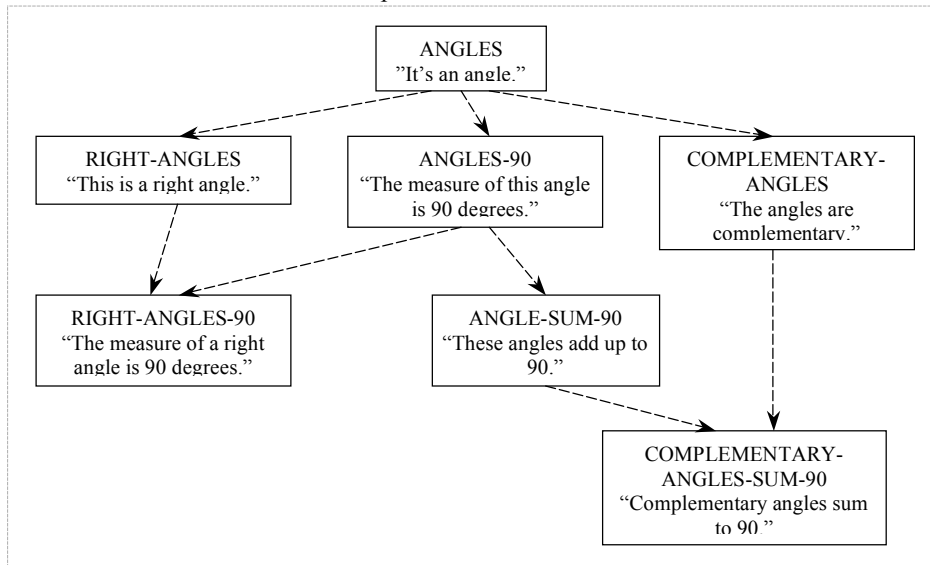 ANGLES
”It’s an angle.”
RIGHT-ANGLES
“This is a right angle.”
ANGLES-90
“The measure of this angle
is 90 degrees.”
COMPLEMENTARY-
ANGLES
“The angles are
complementary.”
RIGHT-ANGLES-90
“The measure of a right
angle is 90 degrees.”
ANGLE-SUM-90
“These angles add up to
90.”
COMPLEMENTARY-
ANGLES-SUM-90
“Complementary angles sum
to 90.”